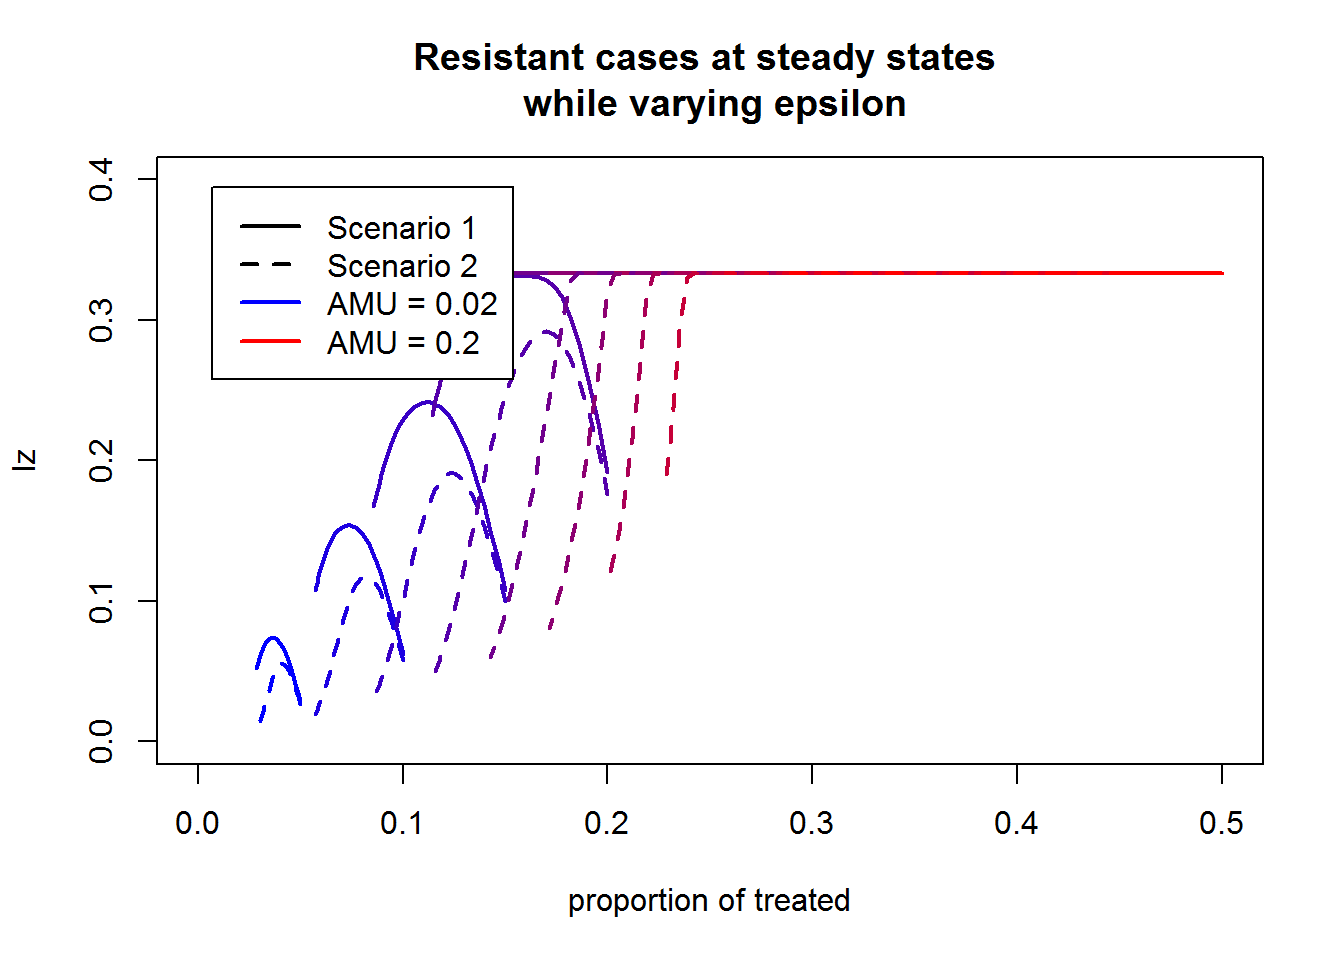 Resistant cases at steady states
while varying epsilon
0.4
0.3
0.2
0.1
0.0
Iz
Scenario 1
Scenario 2
AMU = 0.02
AMU = 0.2
0.0 0.1 0.2 0.3 0.4 0.5
proportion of treated